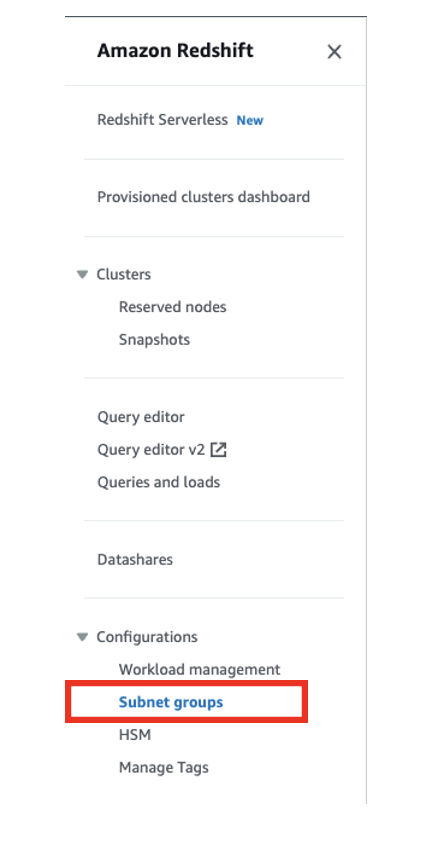 Amazon Redshift
Redshift Serverless New
Provisioned clusters dashboard
Clusters
Reserved nodes
Snapshots
Query editor
Query editor v2
Queries and loads
Datashares
Configurations
Workload management
Subnet groups
HSM
Manage Tags